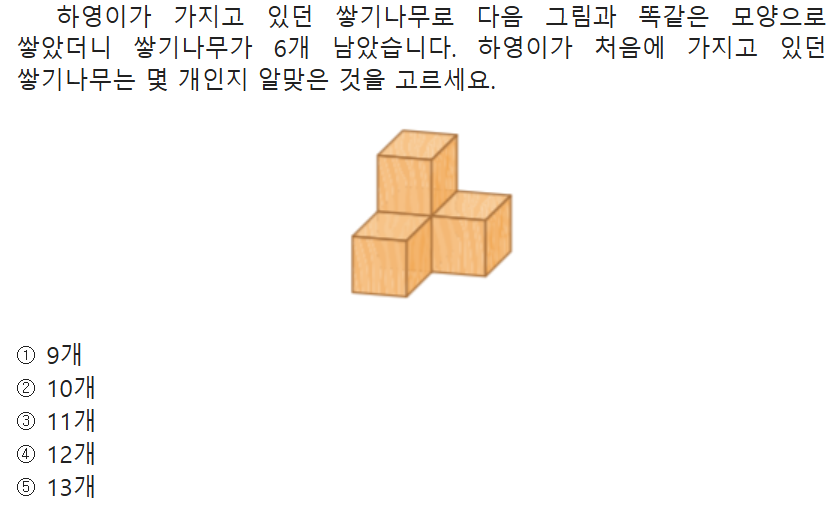 하영이가 가지고 있던 쌓기나무로 다음 그림과 똑같은 모양으로
쌓았더니 쌓기나무가 6개 남았습니다. 하영이가 처음에 가지고 있던
쌓기나무는 몇 개인지 알맞은 것을 고르세요.
① 9개
② 10개
③ 11개
④ 12개
⑤ 13개